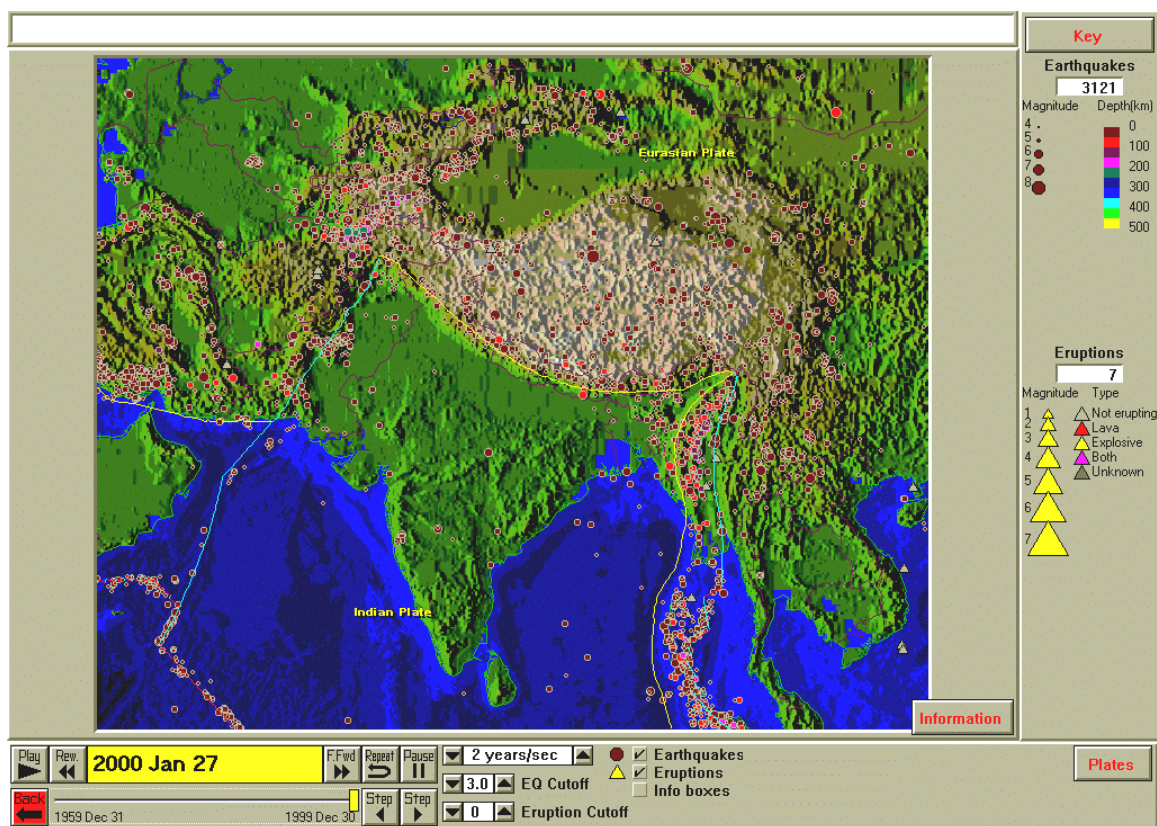 Key
Earthquakes
3121
Magnitude Depth(km)
4 0
5 100
6 200
7 300
8 400
500
Eurasian Plate
Indian Plate
Eruptions
7
Magnitude Type
1 Not erupting
2 Lava
3 Explosive
4 Both
5 Unknown
6
7
Information
Play Rew. 2000 Jan 27 F.Fwd Repeat Pause 2 years/sec Earthquakes Plates
3.0 EQ Cutoff Eruptions
Info boxes
Back 1959 Dec 31 1999 Dec 30 Step Step 0 Eruption Cutoff